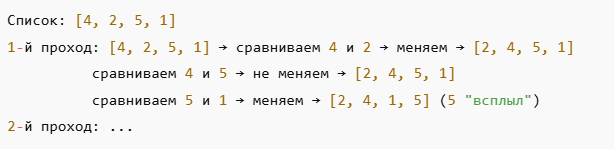 Список: [4, 2, 5, 1]
1-й проход: [4, 2, 5, 1] → сравниваем 4 и 2 → меняем → [2, 4, 5, 1]
сравниваем 4 и 5 → не меняем → [2, 4, 5, 1]
сравниваем 5 и 1 → меняем → [2, 4, 1, 5] (5 "всплыл")
2-й проход: ...